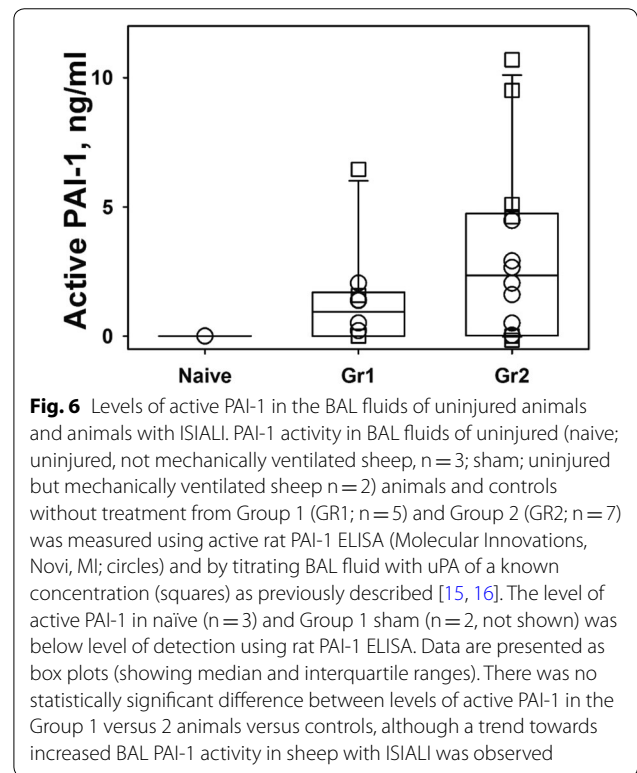 Active PAI-1, ng/ml
10
5
0
Naive Gr1 Gr2
Fig. 6 Levels of active PAI-1 in the BAL fluids of uninjured animals
and animals with ISIALI. PAI-1 activity in BAL fluids of uninjured (naive;
uninjured, not mechanically ventilated sheep, n = 3; sham; uninjured
but mechanically ventilated sheep n = 2) animals and controls
without treatment from Group 1 (GR1; n = 5) and Group 2 (GR2; n = 7)
was measured using active rat PAI-1 ELISA (Molecular Innovations,
Novi, MI; circles) and by titrating BAL fluid with uPA of a known
concentration (squares) as previously described [15, 16]. The level of
active PAI-1 in naïve (n = 3) and Group 1 sham (n = 2, not shown) was
below level of detection using rat PAI-1 ELISA. Data are presented as
box plots (showing median and interquartile ranges). There was no
statistically significant difference between levels of active PAI-1 in the
Group 1 versus 2 animals versus controls, although a trend towards
increased BAL PAI-1 activity in sheep with ISIALI was observed